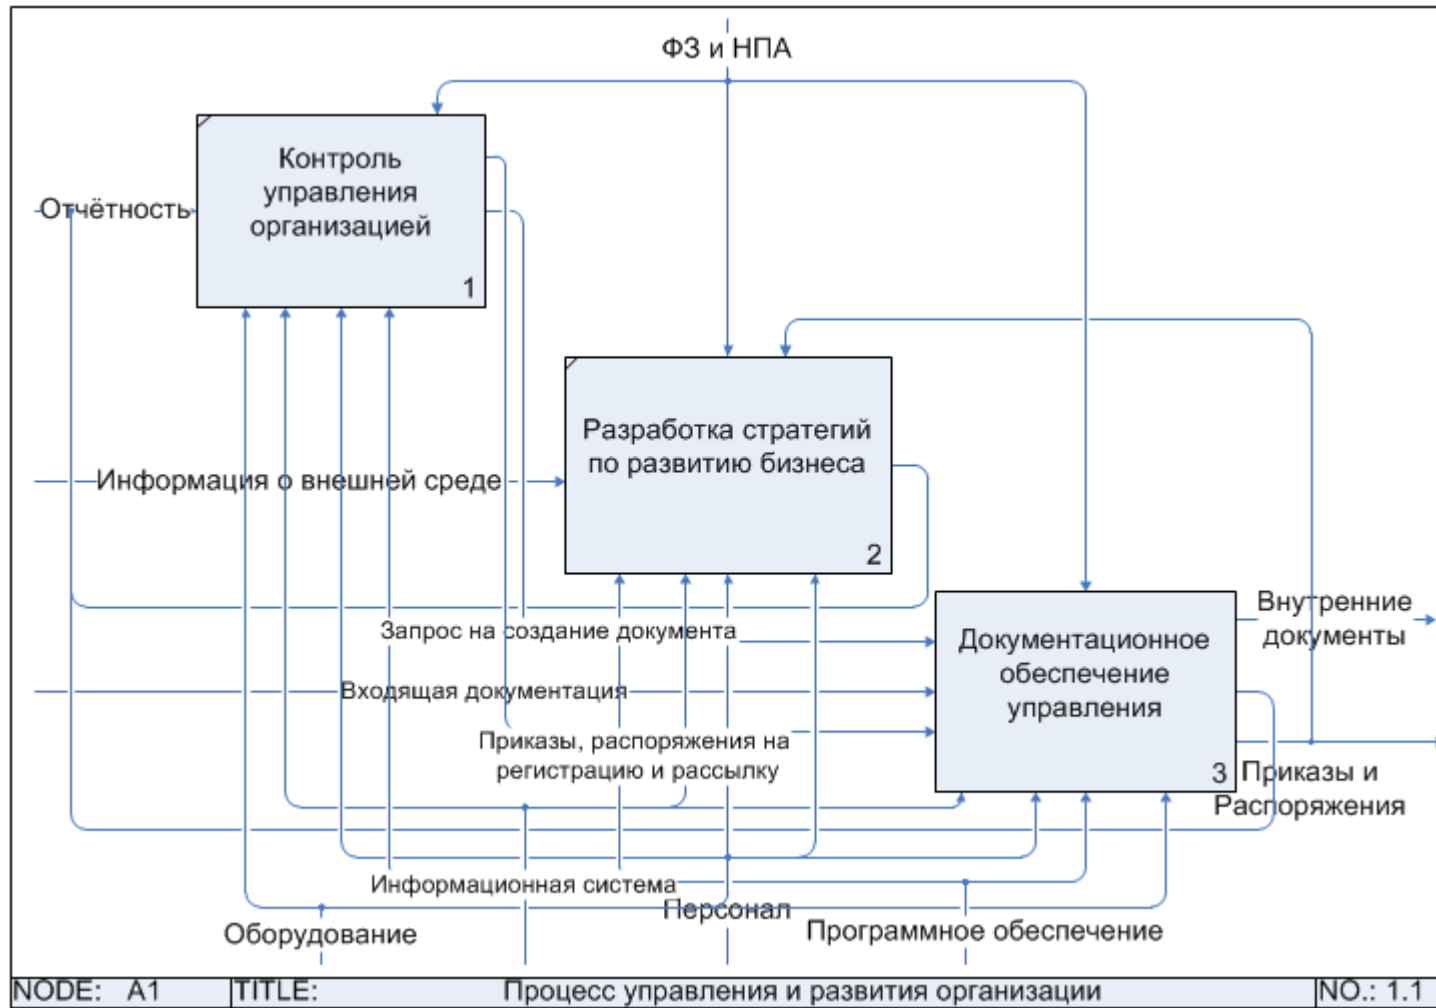 ФЗ и НПА
Контроль
управления
организацией
1
Отчётность
Разработка стратегий
по развитию бизнеса
2
Информация о внешней среде
Запрос на создание документа
Входящая документация
Приказы, распоряжения на
регистрацию и рассылку
Документационное
обеспечение
управления
3
Внутренние
документы
Приказы и
Распоряжения
Информационная система
Персонал
Оборудование
Программное обеспечение
NODE: A1 TITLE: Процесс управления и развития организации NO.: 1.1